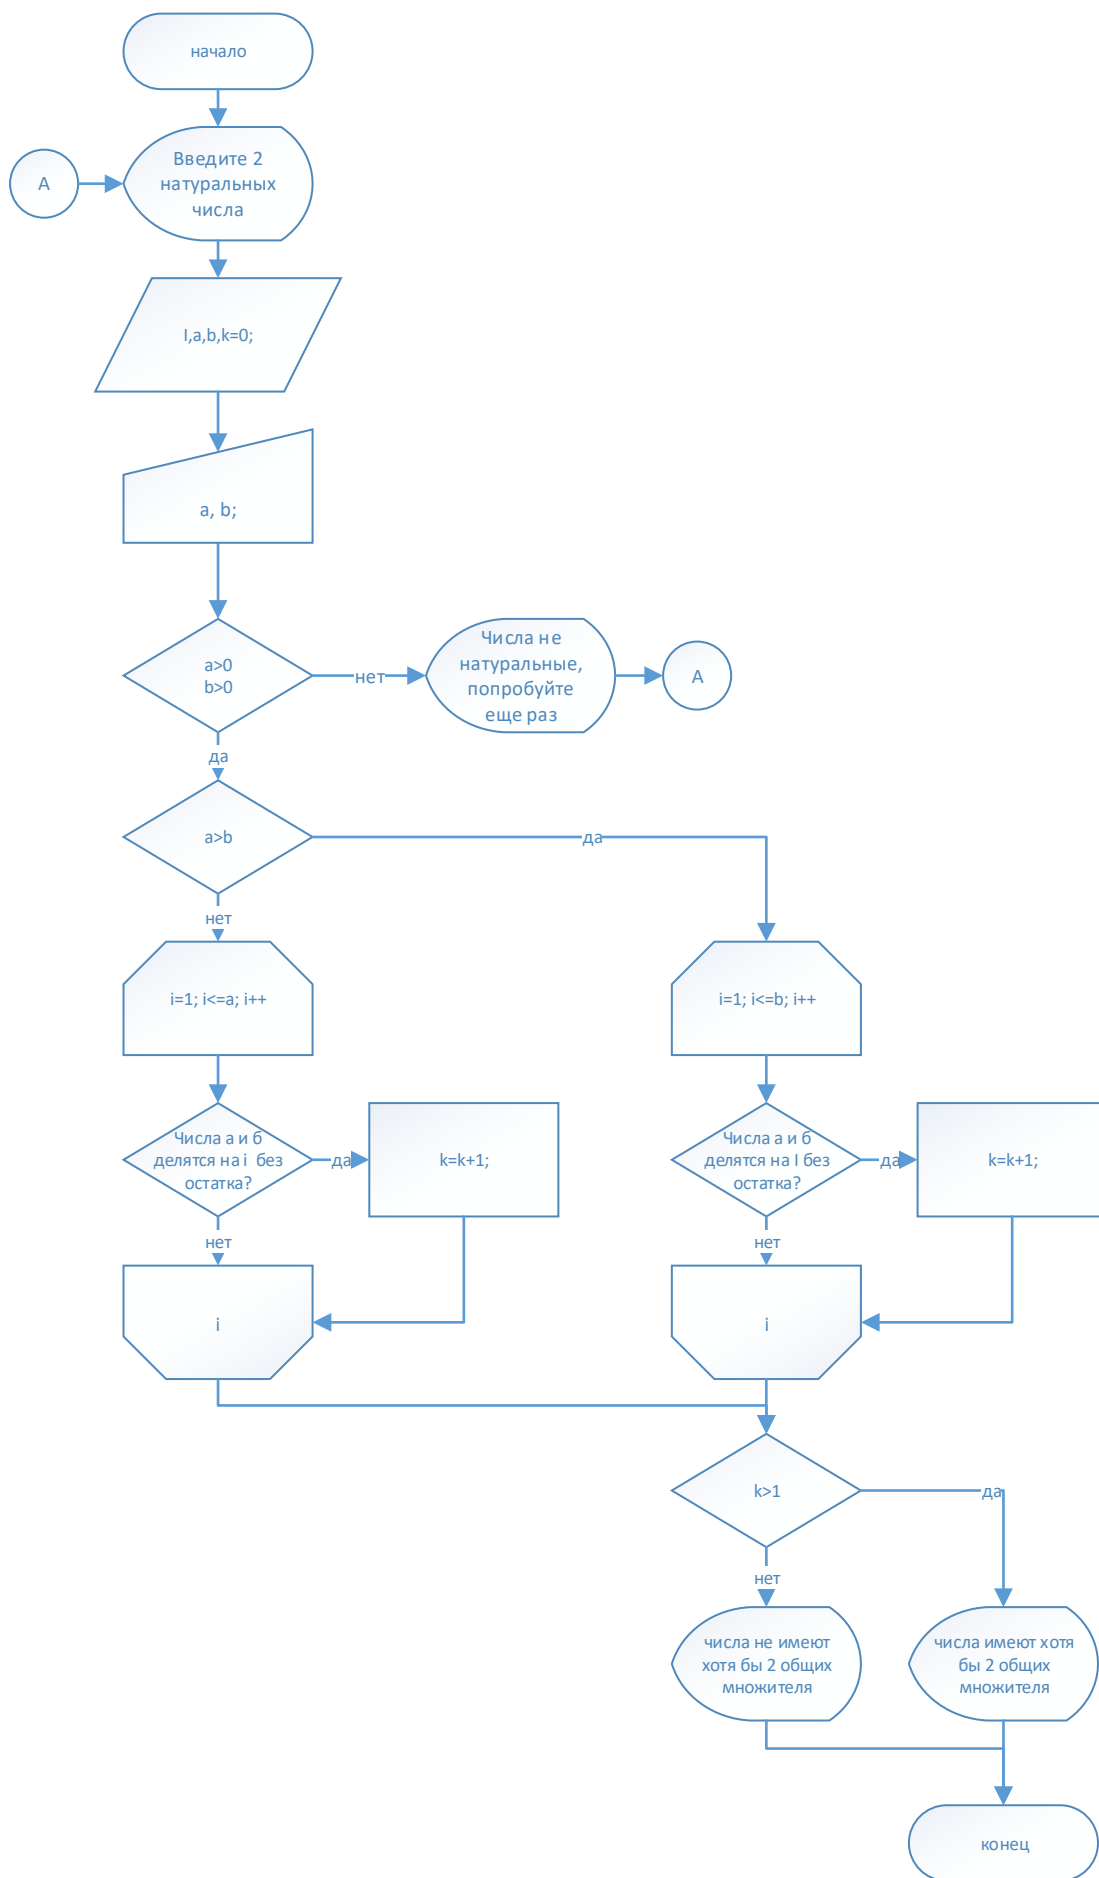 начало
Введите 2
натуральных
числа
A
I,a,b,k=0;
a, b;
a>0
b>0
нет
Числа не
натуральные,
попробуйте
еще раз
A
да
a>b
да
нет
i=1; i<=a; i++
i=1; i<=b; i++
Числа а и б
делятся на i без
остатка?
да
k=k+1;
Числа а и б
делятся на I без
остатка?
да
k=k+1;
нет
нет
i
i
k>1
да
нет
числа не имеют
хотя бы 2 общих
множителя
числа имеют хотя
бы 2 общих
множителя
конец